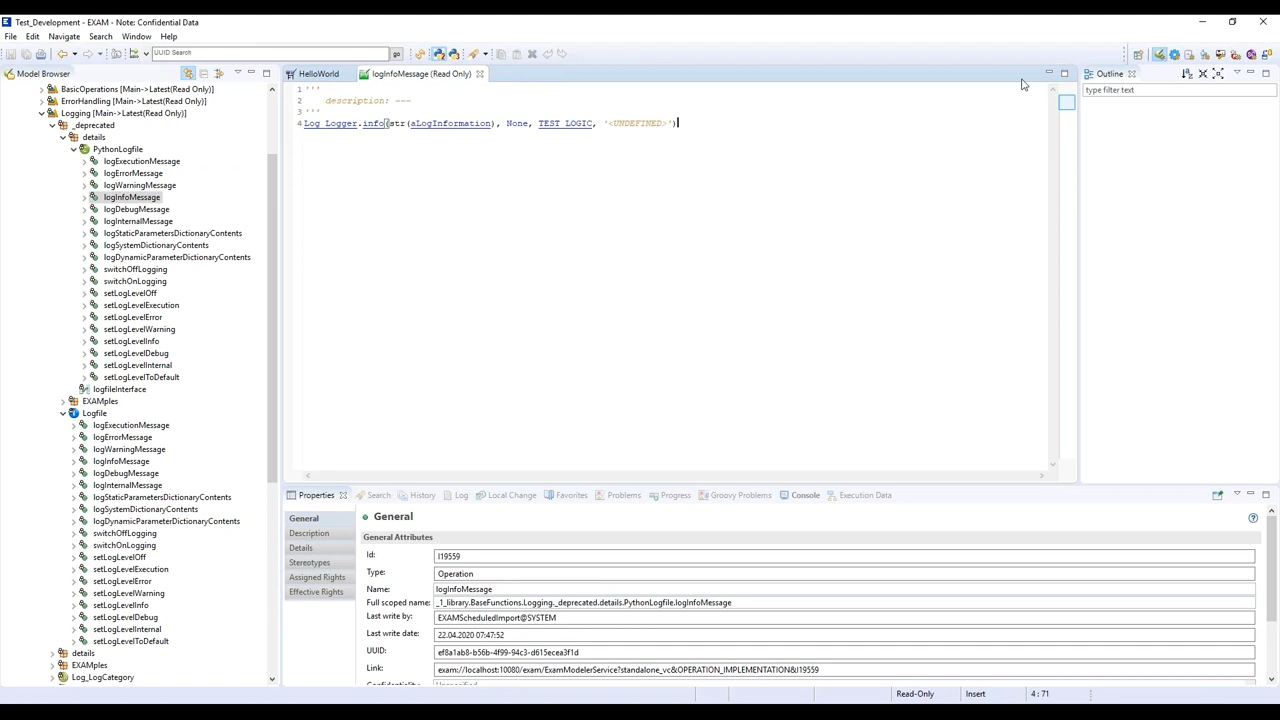 Test_Development - EXAM - Note: Confidential Data
File Edit Navigate Search Window Help
UUID Search
go
Model Browser
BasicOperations [Main->Latest(Read Only)]
ErrorHandling [Main->Latest(Read Only)]
Logging [Main->Latest(Read Only)]
_deprecated
details
PythonLogfile
logExecutionMessage
logErrorMessage
logWarningMessage
logInfoMessage
logDebugMessage
logInternalMessage
logStaticParametersDictionaryContents
logSystemDictionaryContents
logDynamicParameterDictionaryContents
switchOffLogging
switchOnLogging
setLogLevelOff
setLogLevelExecution
setLogLevelError
setLogLevelWarning
setLogLevelInfo
setLogLevelDebug
setLogLevelInternal
setLogLevelToDefault
logfileInterface
EXAMples
Logfile
logExecutionMessage
logErrorMessage
logWarningMessage
logInfoMessage
logDebugMessage
logInternalMessage
logStaticParametersDictionaryContents
logSystemDictionaryContents
logDynamicParameterDictionaryContents
switchOffLogging
switchOnLogging
setLogLevelOff
setLogLevelExecution
setLogLevelError
setLogLevelWarning
setLogLevelInfo
setLogLevelDebug
setLogLevelInternal
setLogLevelToDefault
details
EXAMples
Log_LogCategory
HelloWorld logInfoMessage (Read Only)
1 '''
2 description: ---
3 '''
4 Log_Logger.info(str(aLogInformation), None, TEST_LOGIC, '<UNDEFINED>')
Outline
type filter text
Properties Search History Log Local Change Favorites Problems Progress Groovy Problems Console Execution Data
General
Description
Details
Stereotypes
Assigned Rights
Effective Rights
General
General Attributes
Id: I19559
Type: Operation
Name: logInfoMessage
Full scoped name: _1_library.BaseFunctions.Logging._deprecated.details.PythonLogfile.logInfoMessage
Last write by: EXAMScheduledImport@SYSTEM
Last write date: 22.04.2020 07:47:52
UUID: ef8a1ab8-b56b-4f99-94c3-d615ecea3f1d
Link: exam://localhost:10080/exam/ExamModelerService?standalone_vc&OPERATION_IMPLEMENTATION&I19559
Read-Only Insert 4 : 71